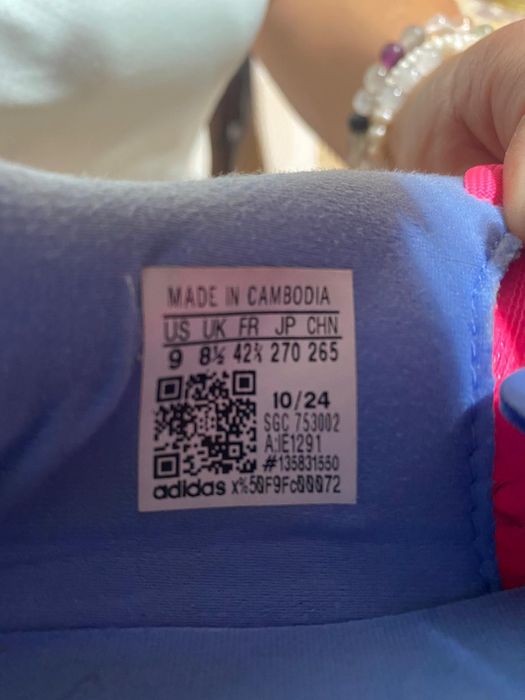 MADE IN CAMBODIA
US UK FR JP CHN
9 8½ 42⅔ 270 265
10/24
SGC 753002
A:IE1291
#135831550
adidas x%50F9Fc00072